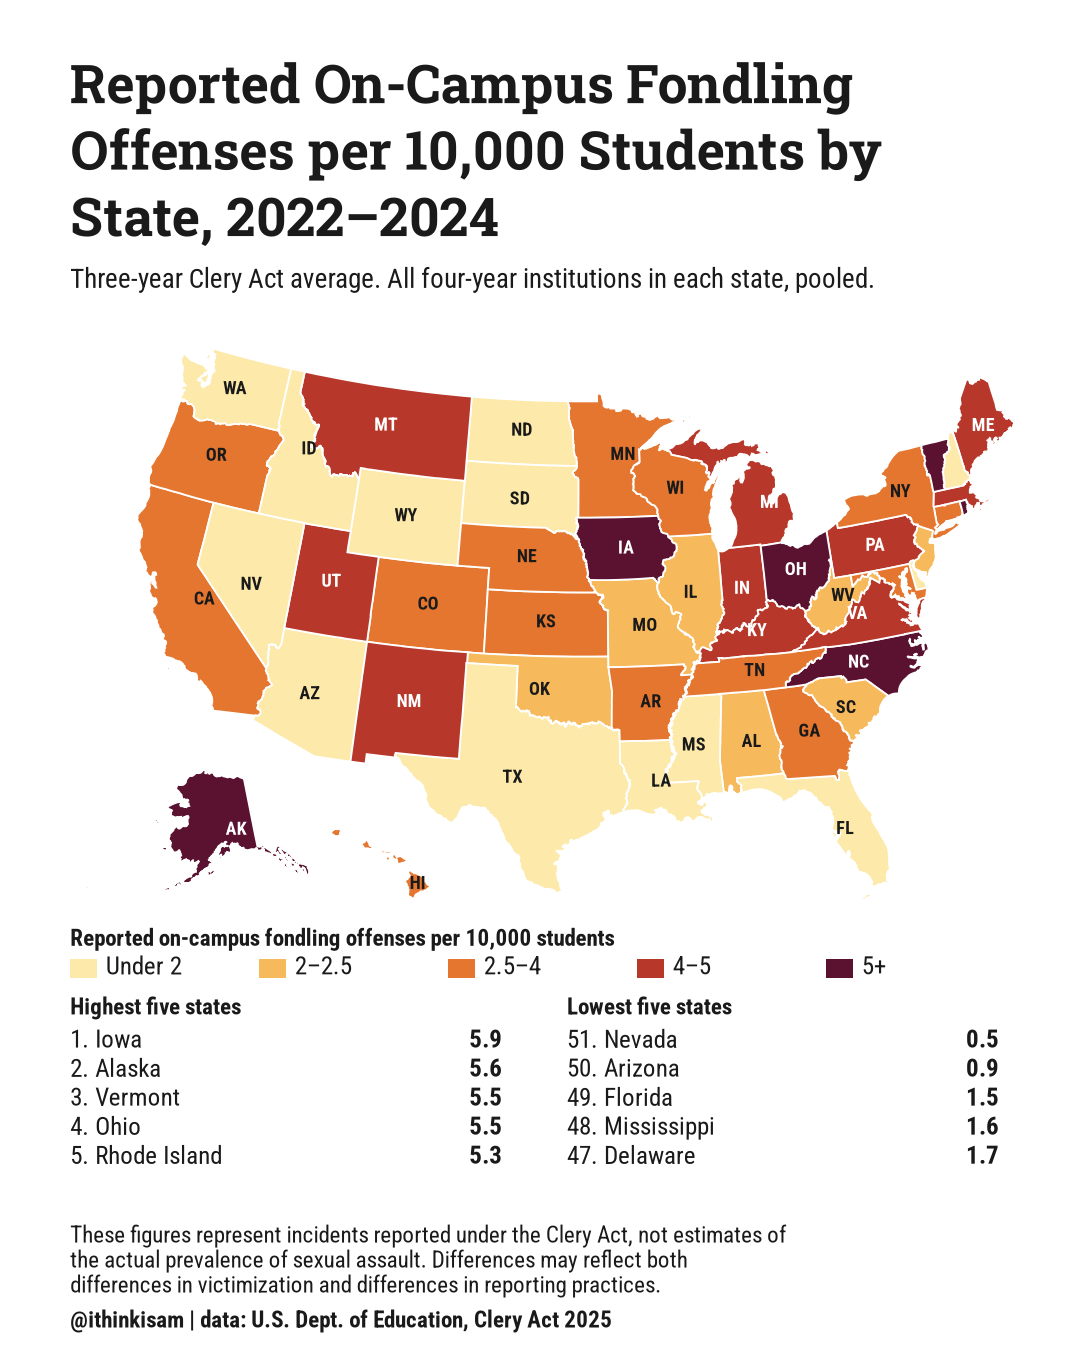 Reported On-Campus Fondling
Offenses per 10,000 Students by
State, 2022–2024
Three-year Clery Act average. All four-year institutions in each state, pooled.
WA
MT
ND
MN
ME
OR
ID
SD
WI
MI
NY
WY
IA
PA
NE
OH
NV
UT
CO
IL
IN
WV
VA
CA
KS
MO
KY
NC
AZ
NM
OK
AR
TN
SC
MS
AL
GA
TX
LA
FL
AK
HI
Reported on-campus fondling offenses per 10,000 students
Under 2 2–2.5 2.5–4 4–5 5+
Highest five states Lowest five states
1. Iowa 5.9 51. Nevada 0.5
2. Alaska 5.6 50. Arizona 0.9
3. Vermont 5.5 49. Florida 1.5
4. Ohio 5.5 48. Mississippi 1.6
5. Rhode Island 5.3 47. Delaware 1.7
These figures represent incidents reported under the Clery Act, not estimates of
the actual prevalence of sexual assault. Differences may reflect both
differences in victimization and differences in reporting practices.
@ithinkisam | data: U.S. Dept. of Education, Clery Act 2025